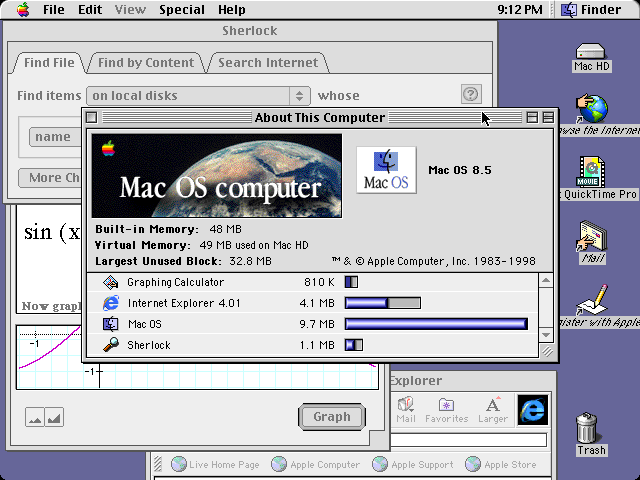 File Edit View Special Help 9:12 PM Finder
Sherlock
Find File Find by Content Search Internet
Find items on local disks whose
name
More Ch
About This Computer
Mac OS computer
Mac OS
Mac OS 8.5
Built-in Memory: 48 MB
Virtual Memory: 49 MB used on Mac HD
Largest Unused Block: 32.8 MB ™ & © Apple Computer, Inc. 1983-1998
Graphing Calculator 810 K
Internet Explorer 4.01 4.1 MB
Mac OS 9.7 MB
Sherlock 1.1 MB
sin (x
Now grap
-1
-1
Graph
Explorer
Mail Favorites Larger
Live Home Page Apple Computer Apple Support Apple Store
Mac HD
wse the Internet
MOVIE
t QuickTime Pro
Mail
ister with Apple
Trash